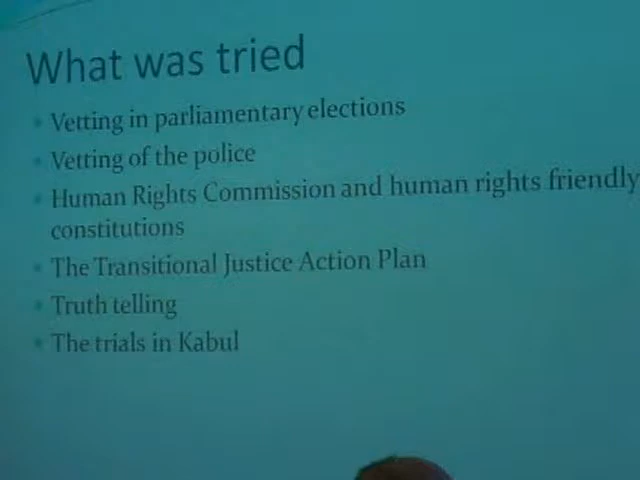 What was tried
Vetting in parliamentary elections
Vetting of the police
Human Rights Commission and human rights friendly
constitutions
The Transitional Justice Action Plan
Truth telling
The trials in Kabul